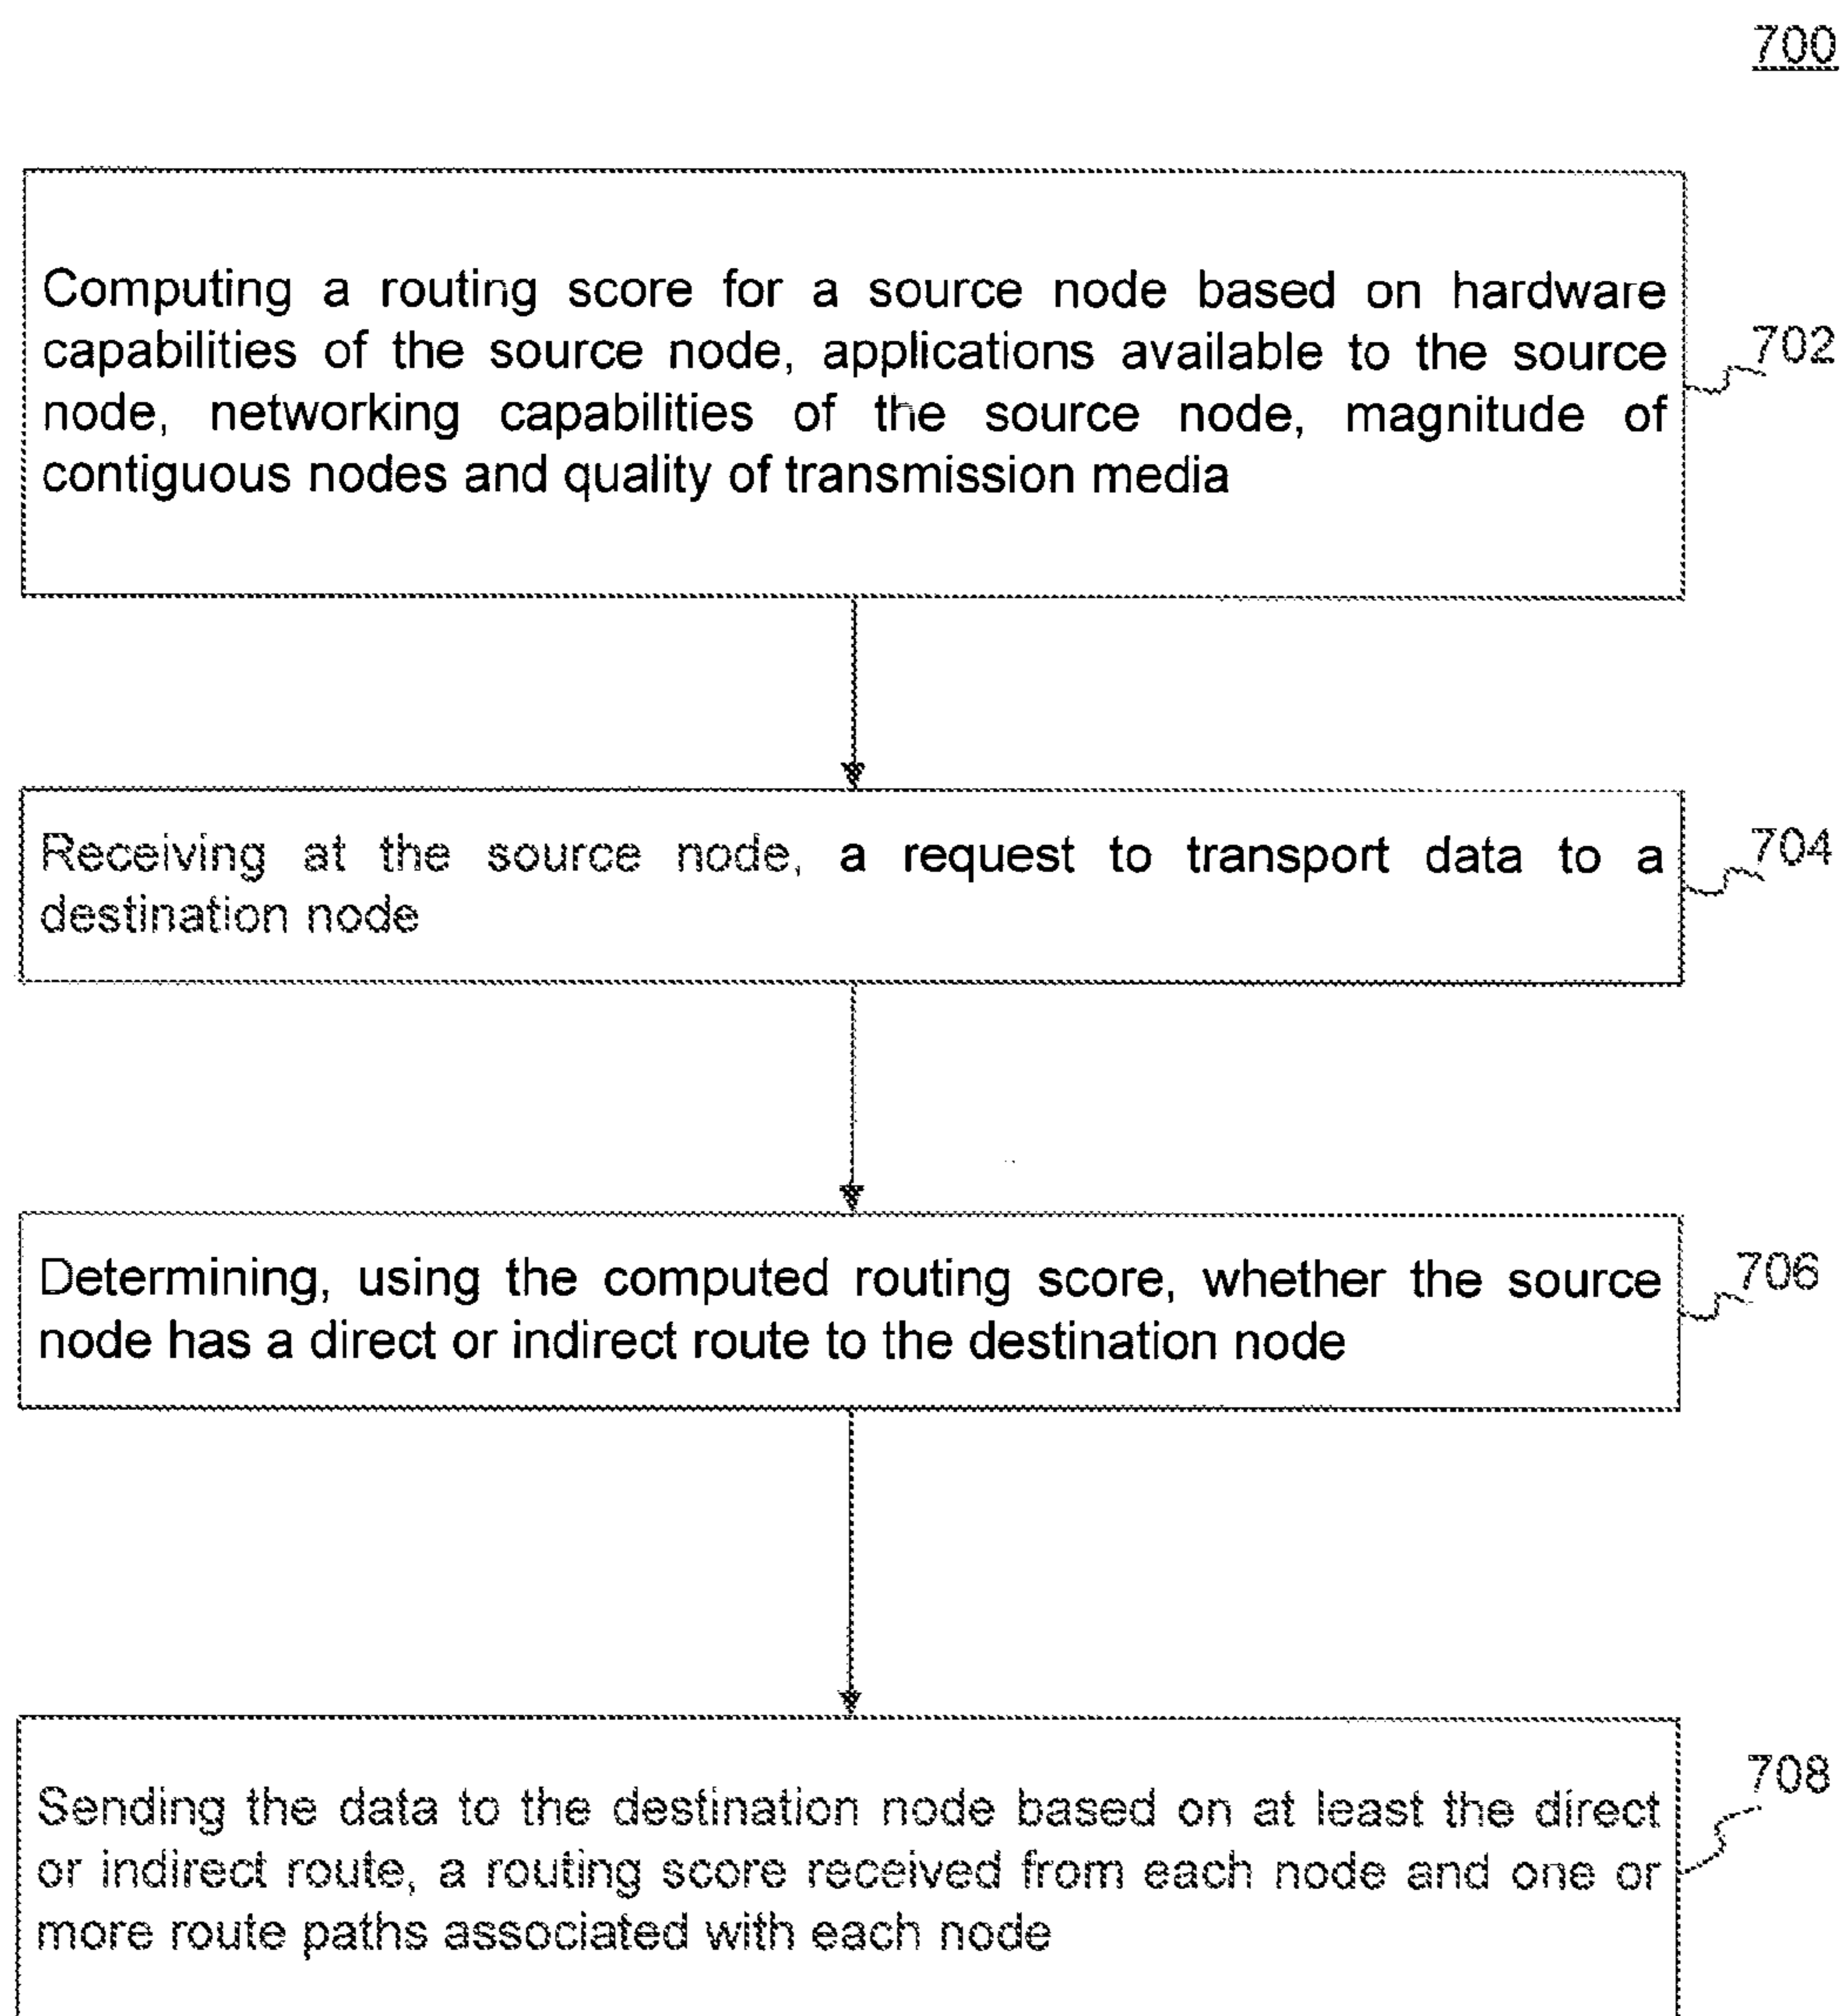 700
Computing a routing score for a source node based on hardware
capabilities of the source node, applications available to the source
node, networking capabilities of the source node, magnitude of
contiguous nodes and quality of transmission media
702
Receiving at the source node, a request to transport data to a
destination node
704
Determining, using the computed routing score, whether the source
node has a direct or indirect route to the destination node
706
Sending the data to the destination node based on at least the direct
or indirect route, a routing score received from each node and one or
more route paths associated with each node
708